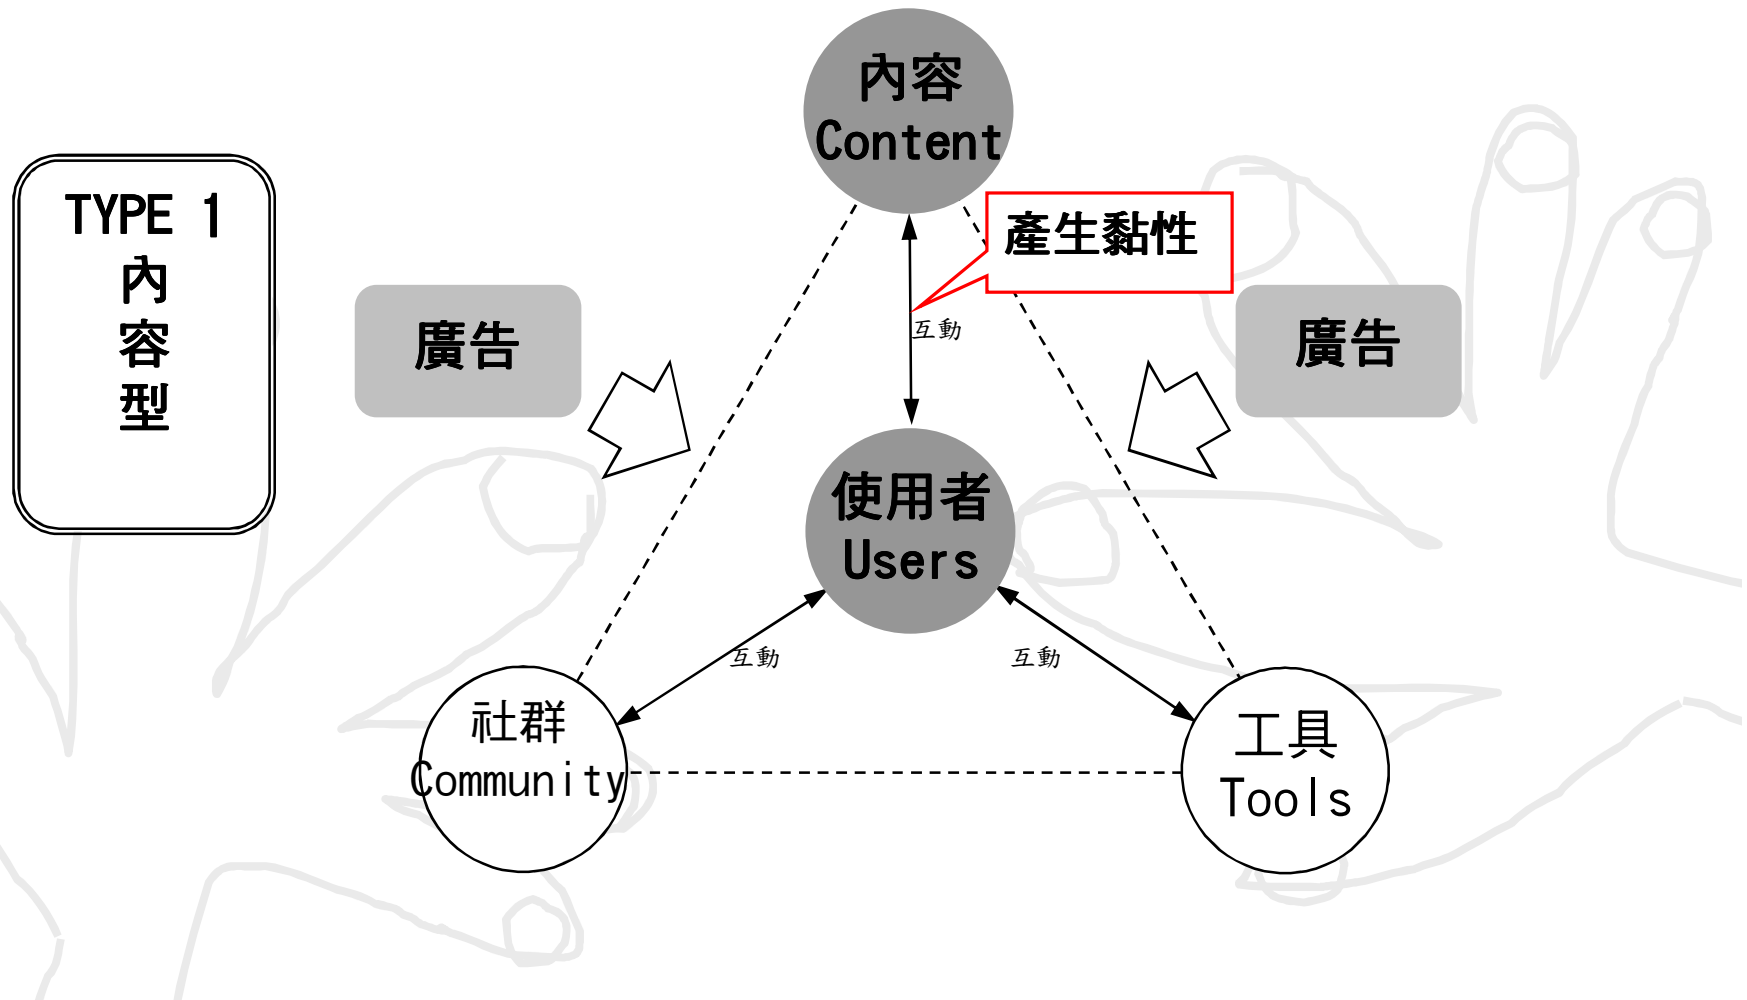 內容
Content
TYPE 1
內
容
型
產生黏性
廣告
廣告
互動
使用者
Users
互動
互動
社群
Community
工具
Tools